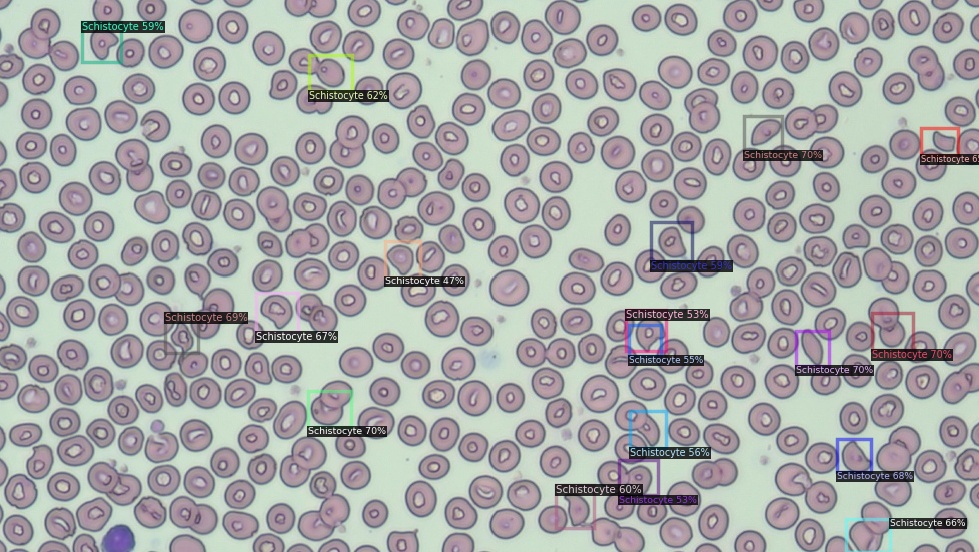 Schistocyte 59%
Schistocyte 62%
Schistocyte 70%
Schistocyte 6
Schistocyte 59%
Schistocyte 47%
Schistocyte 69%
Schistocyte 67%
Schistocyte 53%
Schistocyte 55%
Schistocyte 70%
Schistocyte 70%
Schistocyte 70%
Schistocyte 56%
Schistocyte 68%
Schistocyte 60%
Schistocyte 53%
Schistocyte 66%